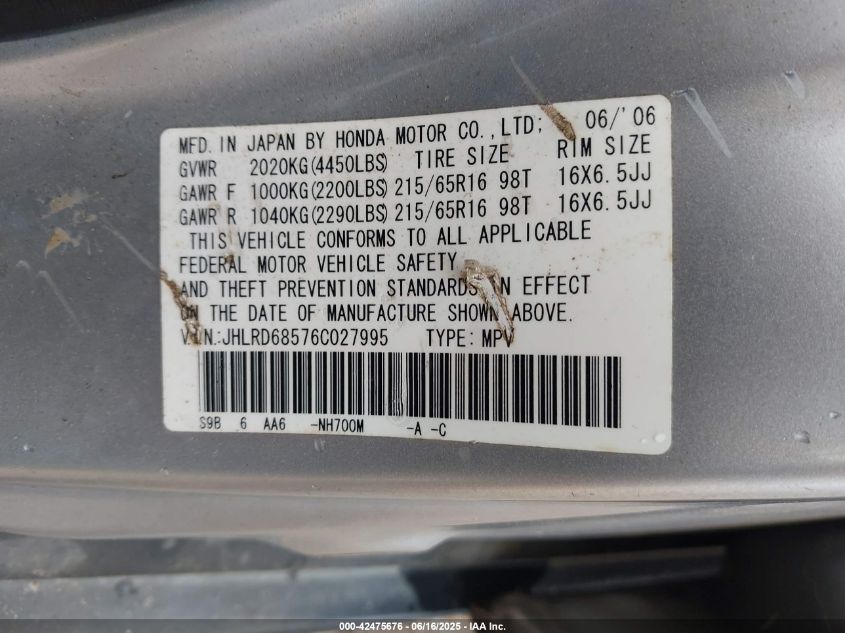 MFD. IN JAPAN BY HONDA MOTOR CO.,LTD; 06/'06
GVWR 2020KG(4450LBS) TIRE SIZE RIM SIZE
GAWR F 1000KG(2200LBS) 215/65R16 98T 16X6.5JJ
GAWR R 1040KG(2290LBS) 215/65R16 98T 16X6.5JJ
THIS VEHICLE CONFORMS TO ALL APPLICABLE
FEDERAL MOTOR VEHICLE SAFETY
AND THEFT PREVENTION STANDARDS IN EFFECT
ON THE DATE OF MANUFACTURE SHOWN ABOVE.
V.I.N.:JHLRD68576C027995 TYPE: MPV
S9B 6 AA6 -NH700M -A -C
000-42475676 - 06/16/2025 - IAA Inc.